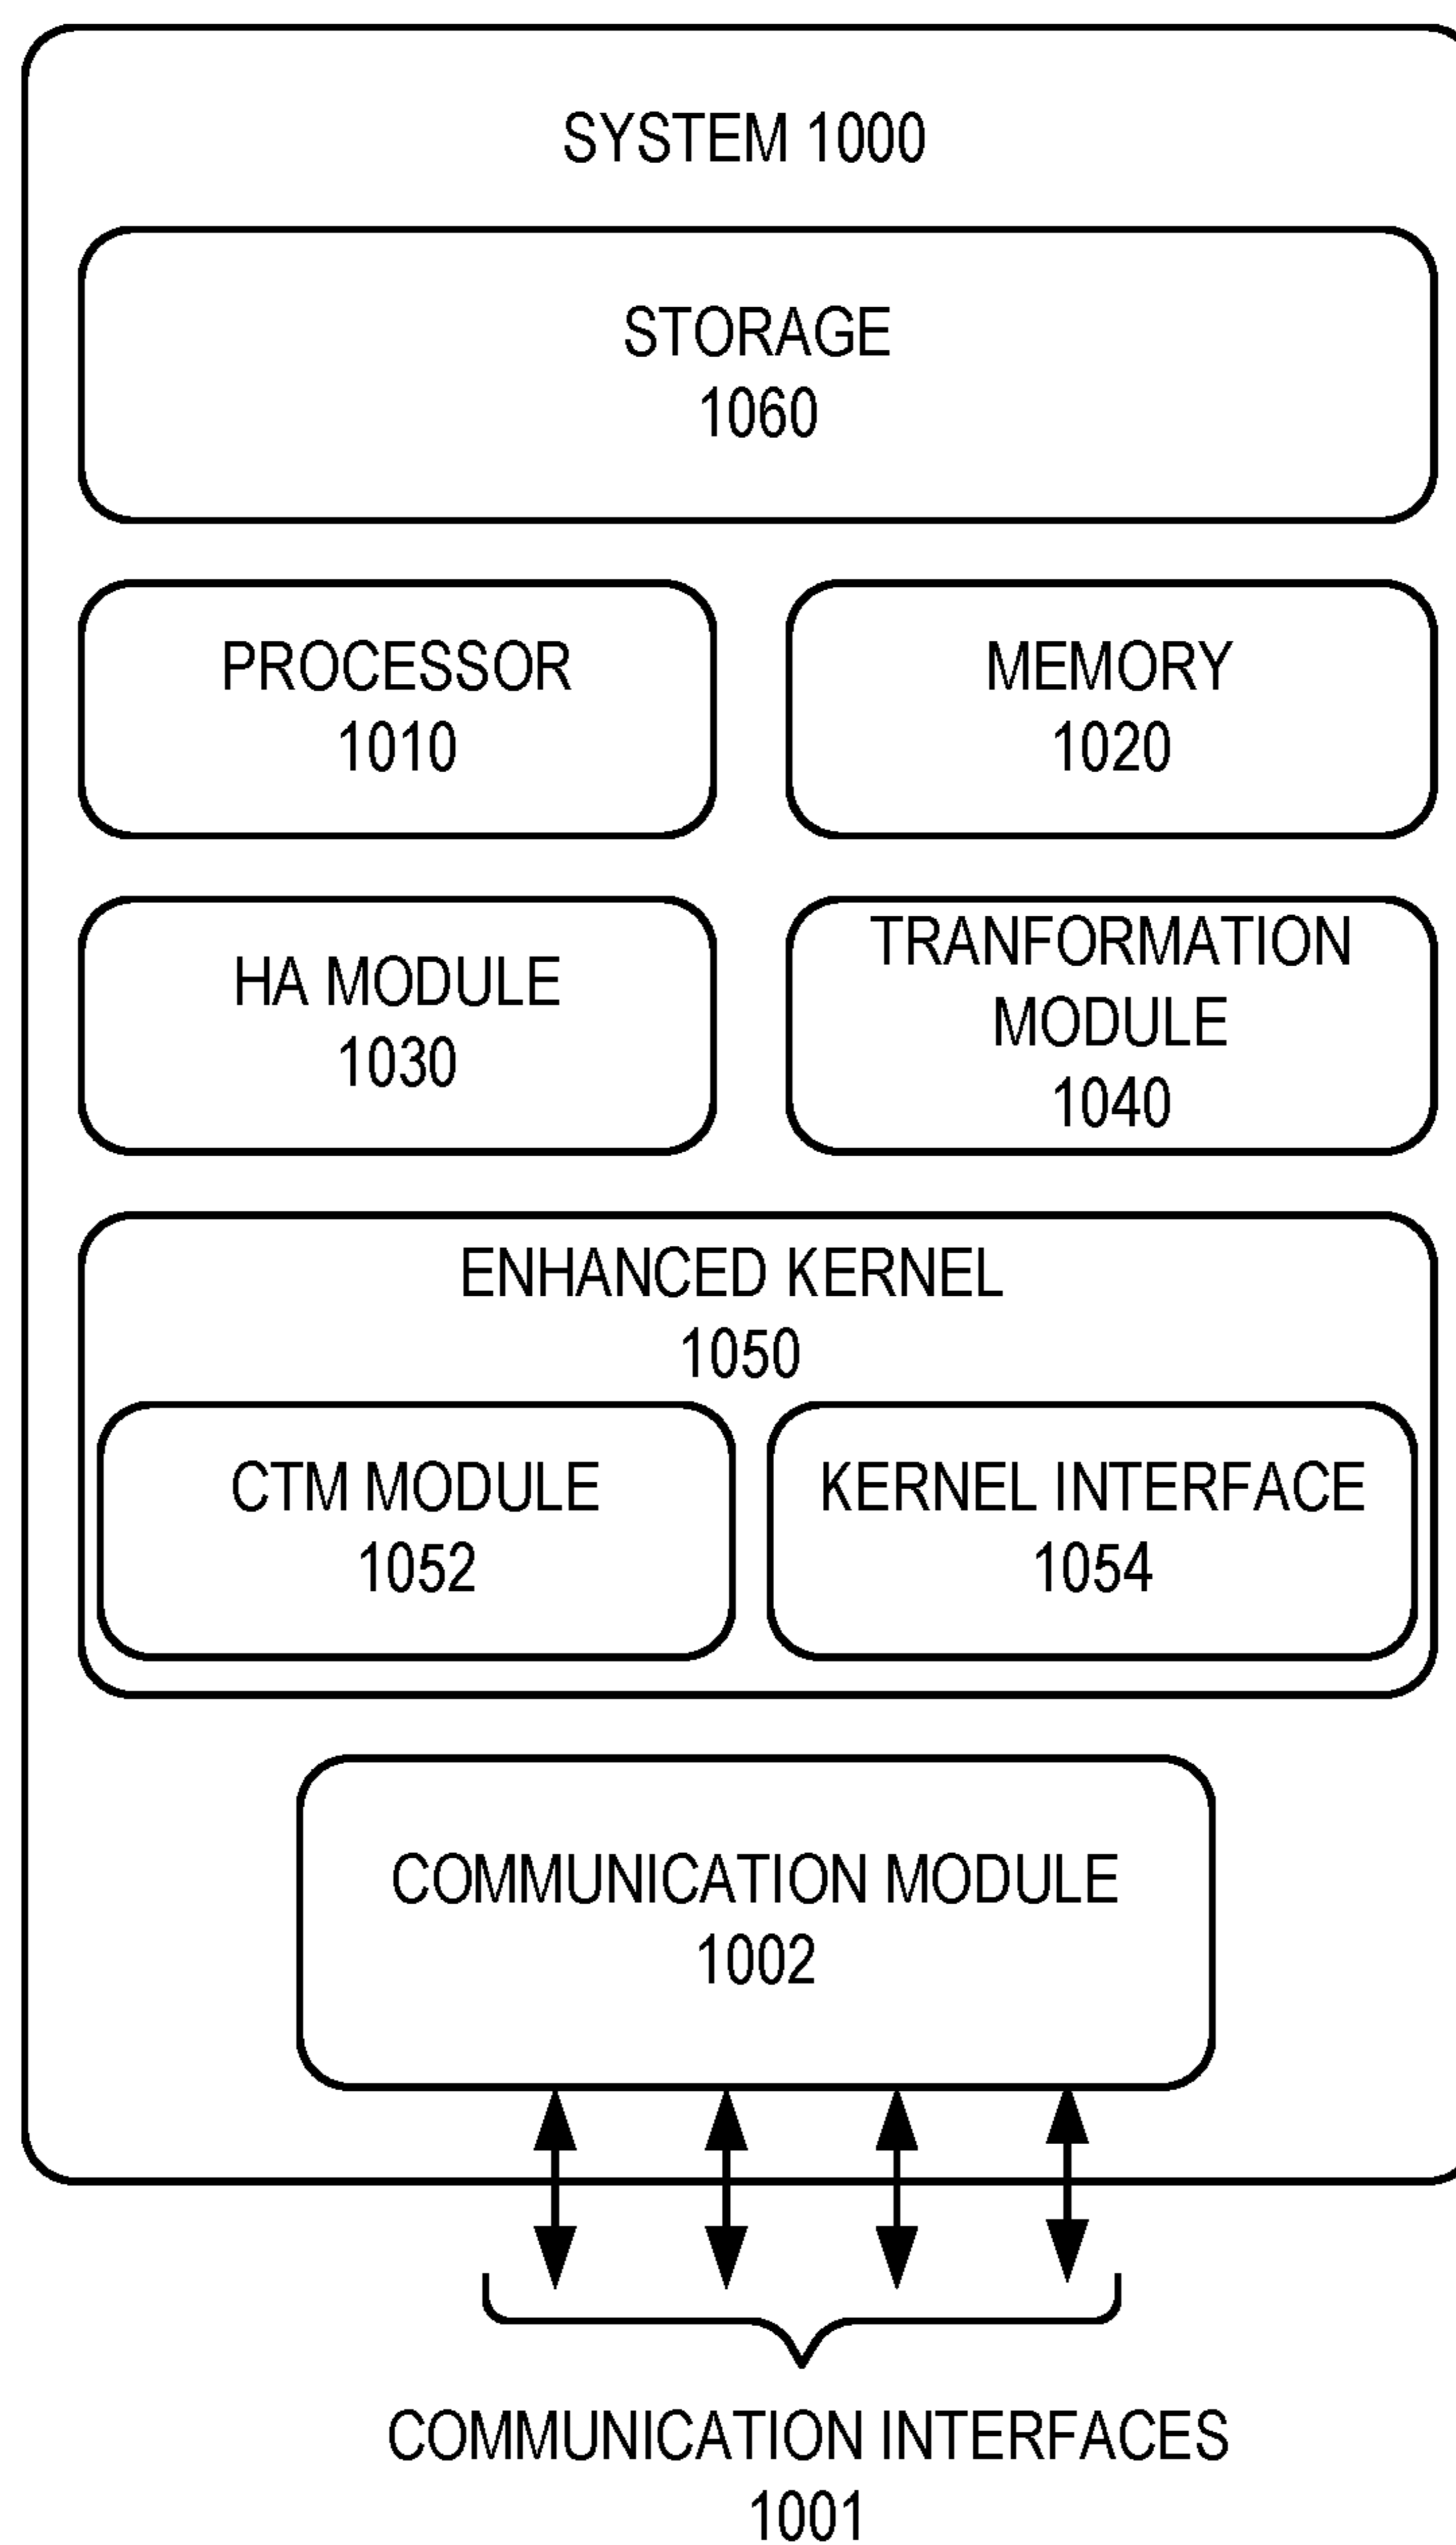 SYSTEM 1000
STORAGE
1060
PROCESSOR
1010
MEMORY
1020
HA MODULE
1030
TRANFORMATION
MODULE
1040
ENHANCED KERNEL
1050
CTM MODULE
1052
KERNEL INTERFACE
1054
COMMUNICATION MODULE
1002
COMMUNICATION INTERFACES
1001